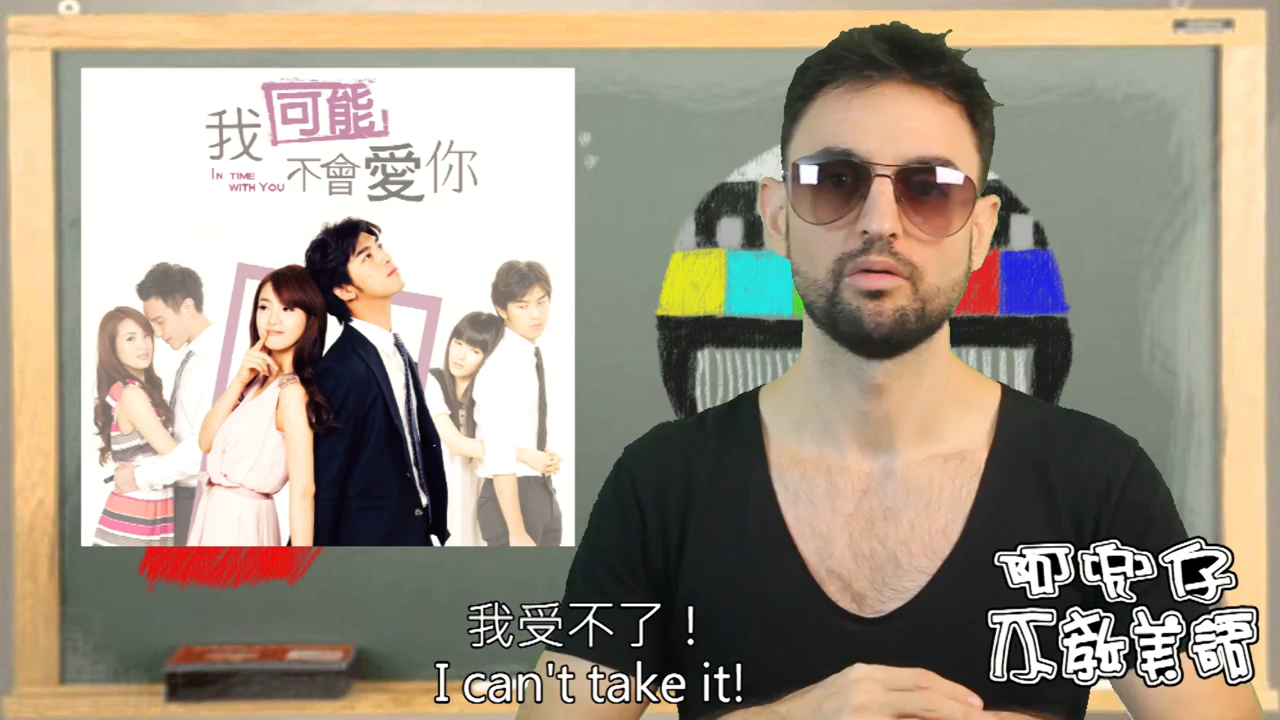 我可能
不會愛你
IN TIME
WITH YOU
我受不了！
I can't take it!
阿兜仔
不教美語